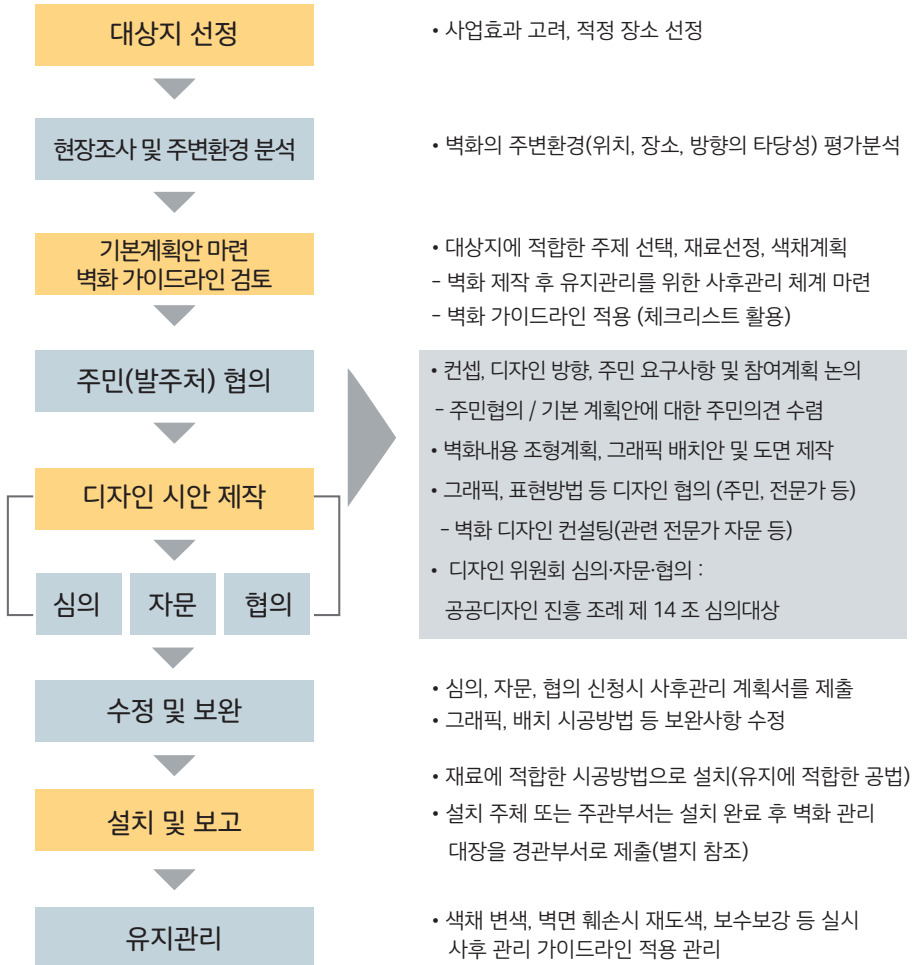 대상지 선정
• 사업효과 고려, 적정 장소 선정
현장조사 및 주변환경 분석
• 벽화의 주변환경(위치, 장소, 방향의 타당성) 평가분석
기본계획안 마련
벽화 가이드라인 검토
• 대상지에 적합한 주제 선택, 재료선정, 색채계획
- 벽화 제작 후 유지관리를 위한 사후관리 체계 마련
- 벽화 가이드라인 적용 (체크리스트 활용)
주민(발주처) 협의
디자인 시안 제작
심의 자문 협의
• 컨셉, 디자인 방향, 주민 요구사항 및 참여계획 논의
- 주민협의 / 기본 계획안에 대한 주민의견 수렴
• 벽화내용 조형계획, 그래픽 배치안 및 도면 제작
• 그래픽, 표현방법 등 디자인 협의 (주민, 전문가 등)
- 벽화 디자인 컨설팅(관련 전문가 자문 등)
• 디자인 위원회 심의·자문·협의 :
공공디자인 진흥 조례 제 14 조 심의대상
수정 및 보완
• 심의, 자문, 협의 신청시 사후관리 계획서를 제출
• 그래픽, 배치 시공방법 등 보완사항 수정
설치 및 보고
• 재료에 적합한 시공방법으로 설치(유지에 적합한 공법)
• 설치 주체 또는 주관부서는 설치 완료 후 벽화 관리
대장을 경관부서로 제출(별지 참조)
유지관리
• 색채 변색, 벽면 훼손시 재도색, 보수보강 등 실시
사후 관리 가이드라인 적용 관리